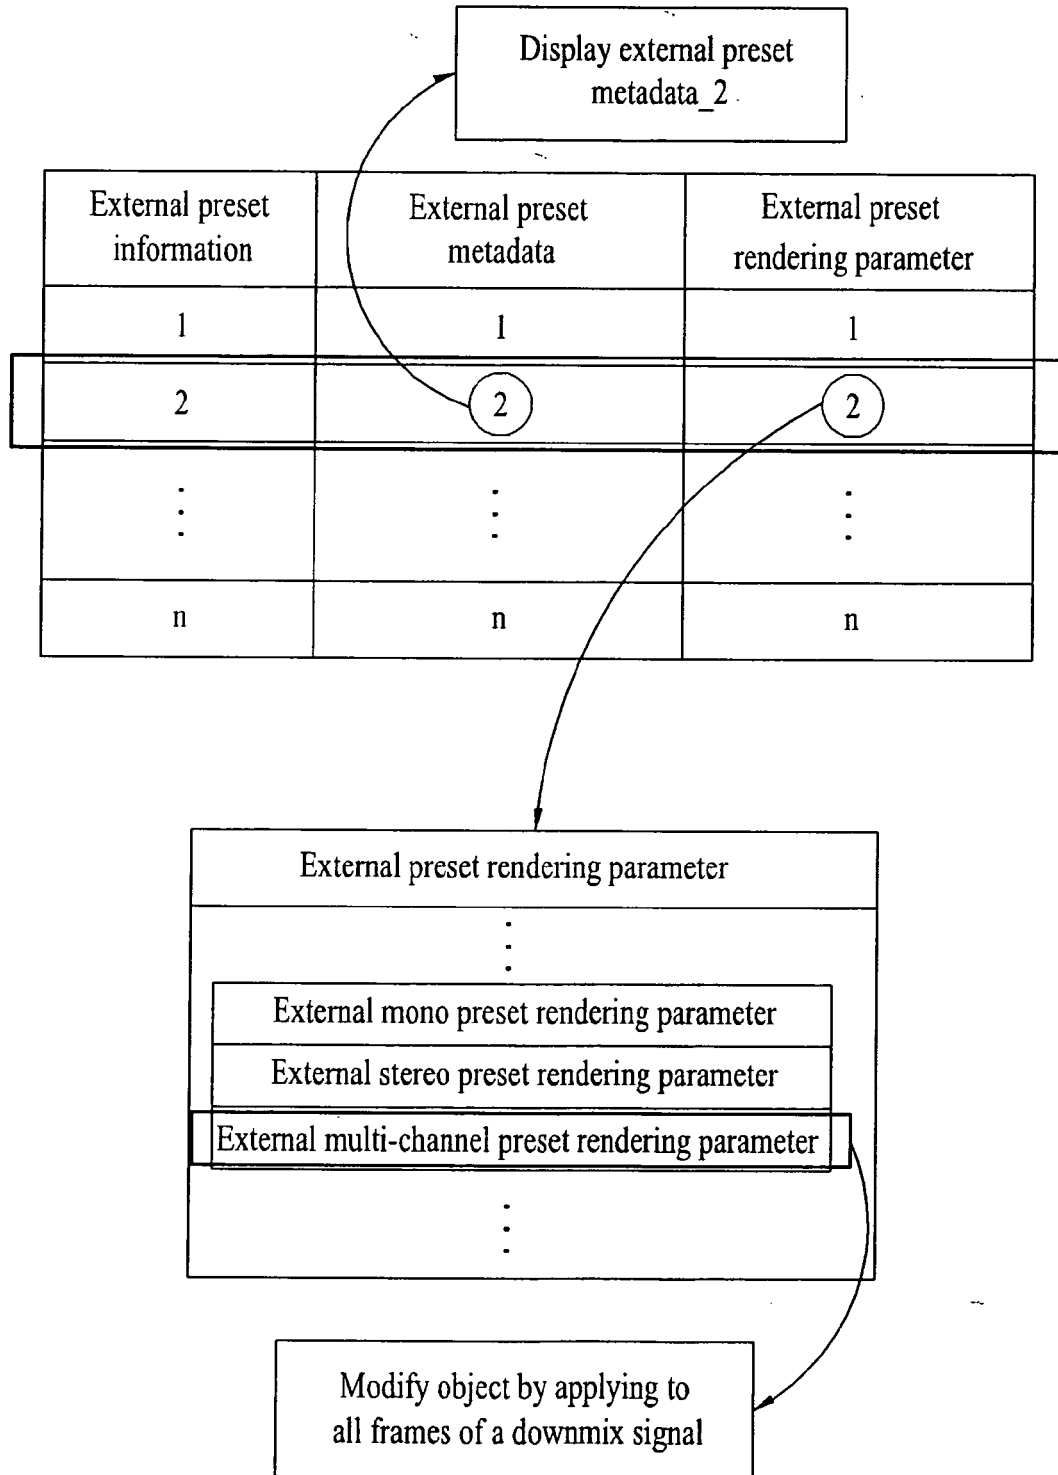 Display external preset
metadata_2
External preset
information
External preset
metadata
External preset
rendering parameter
1
1
1
2
2
2
n
n
n
External preset rendering parameter
External mono preset rendering parameter
External stereo preset rendering parameter
External multi-channel preset rendering parameter
Modify object by applying to
all frames of a downmix signal